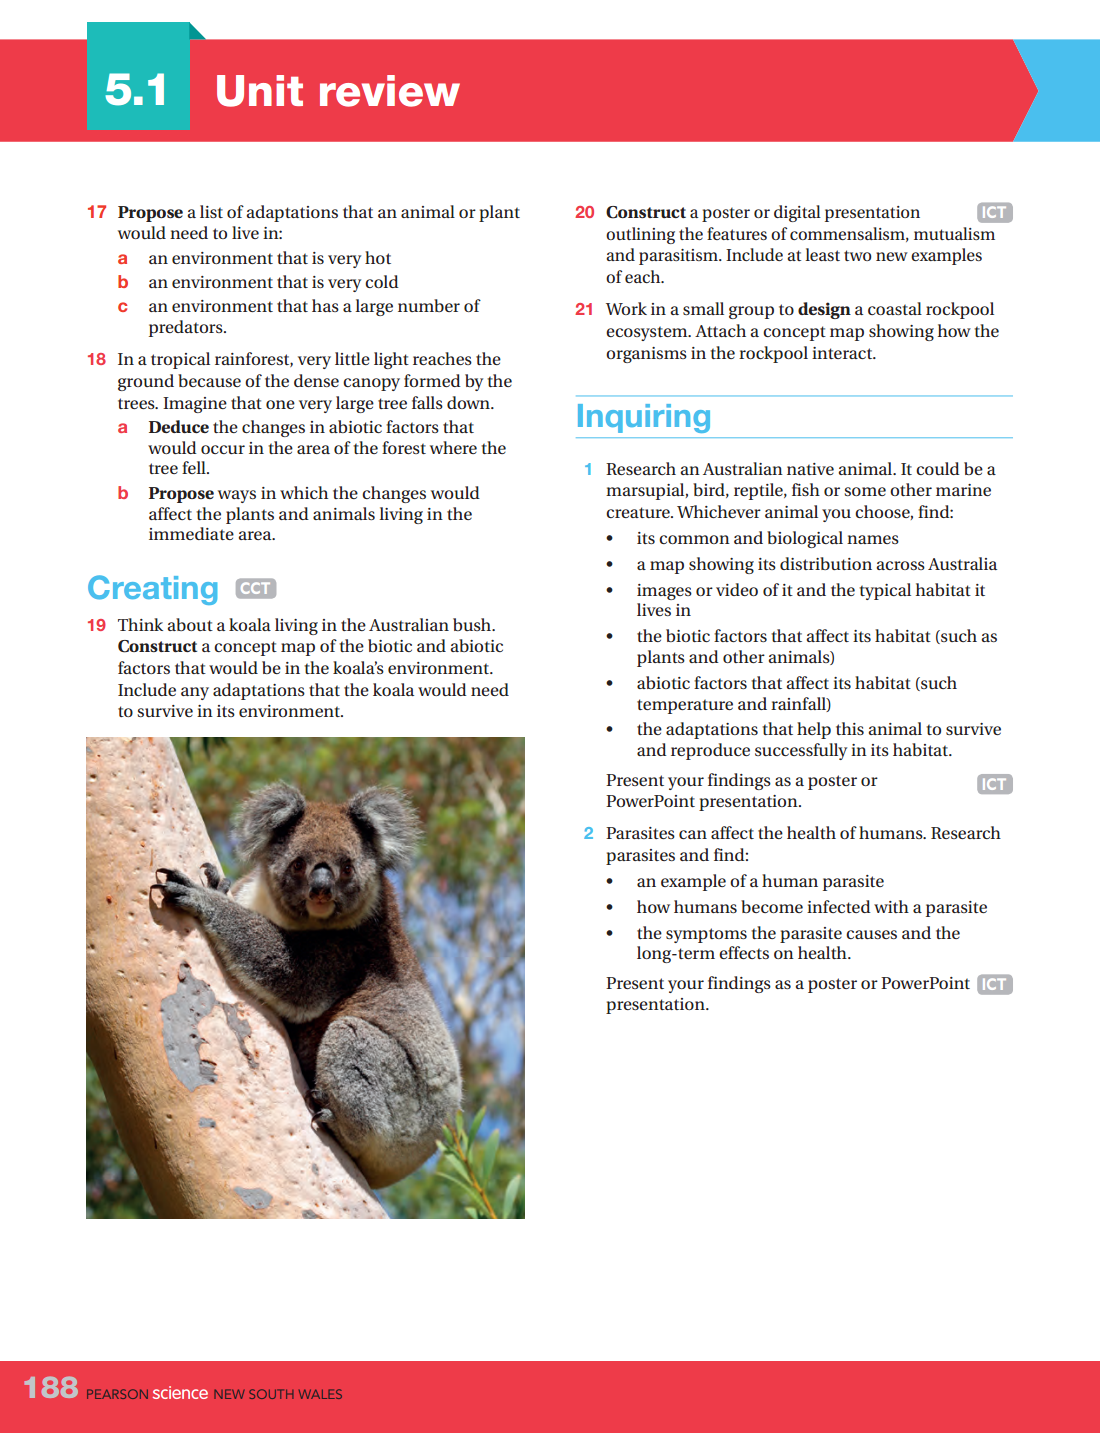 5.1 Unit review
17 Propose a list of adaptations that an animal or plant
would need to live in:
a an environment that is very hot
b an environment that is very cold
c an environment that has a large number of
predators.
18 In a tropical rainforest, very little light reaches the
ground because of the dense canopy formed by the
trees. Imagine that one very large tree falls down.
a Deduce the changes in abiotic factors that
would occur in the area of the forest where the
tree fell.
b Propose ways in which the changes would
affect the plants and animals living in the
immediate area.
Creating CCT
19 Think about a koala living in the Australian bush.
Construct a concept map of the biotic and abiotic
factors that would be in the koala's environment.
Include any adaptations that the koala would need
to survive in its environment.
20 Construct a poster or digital presentation ICT
outlining the features of commensalism, mutualism
and parasitism. Include at least two new examples
of each.
21 Work in a small group to design a coastal rockpool
ecosystem. Attach a concept map showing how the
organisms in the rockpool interact.
Inquiring
1 Research an Australian native animal. It could be a
marsupial, bird, reptile, fish or some other marine
creature. Whichever animal you choose, find:
• its common and biological names
• a map showing its distribution across Australia
• images or video of it and the typical habitat it
lives in
• the biotic factors that affect its habitat (such as
plants and other animals)
• abiotic factors that affect its habitat (such
temperature and rainfall)
• the adaptations that help this animal to survive
and reproduce successfully in its habitat.
Present your findings as a poster or ICT
PowerPoint presentation.
2 Parasites can affect the health of humans. Research
parasites and find:
• an example of a human parasite
• how humans become infected with a parasite
• the symptoms the parasite causes and the
long-term effects on health.
Present your findings as a poster or PowerPoint ICT
presentation.
188 PEARSON science NEW SOUTH WALES